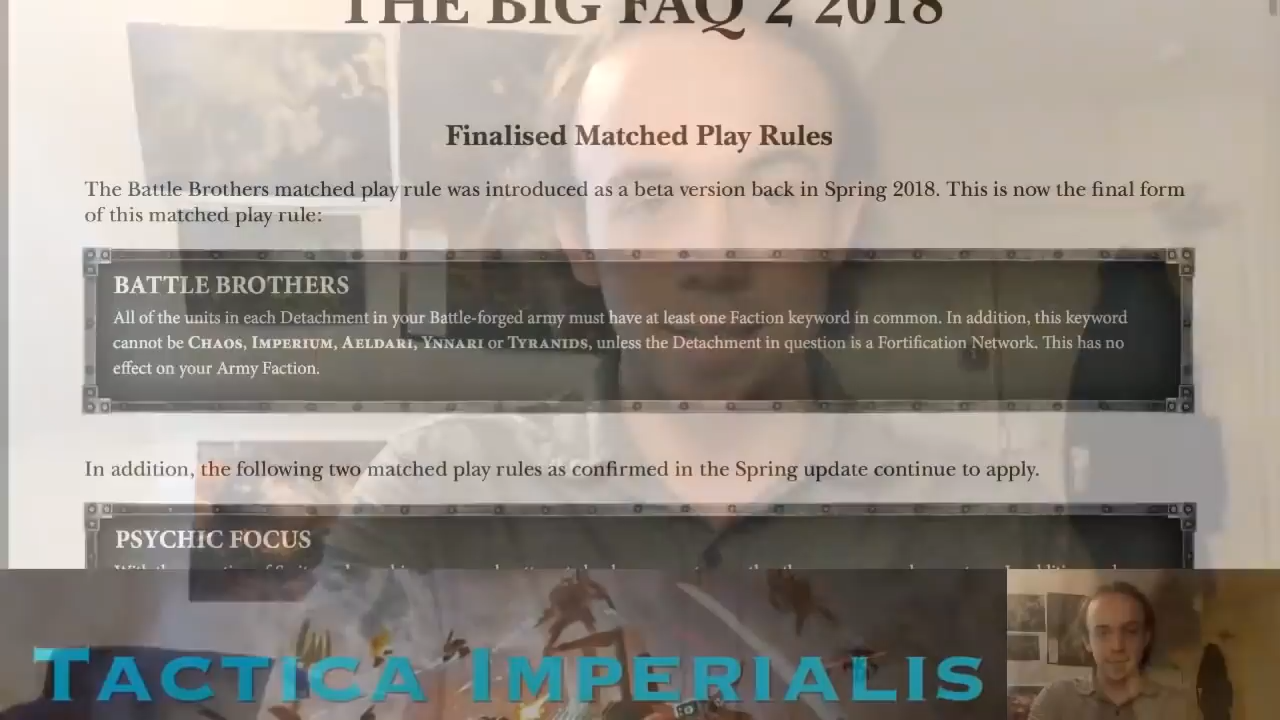 THE BIG FAQ 2 2018
Finalised Matched Play Rules
The Battle Brothers matched play rule was introduced as a beta version back in Spring 2018. This is now the final form
of this matched play rule:
BATTLE BROTHERS
All of the units in each Detachment in your Battle-forged army must have at least one Faction keyword in common. In addition, this keyword
cannot be CHAOS, IMPERIUM, AELDARI, YNNARI or TYRANIDS, unless the Detachment in question is a Fortification Network. This has no
effect on your Army Faction.
In addition, the following two matched play rules as confirmed in the Spring update continue to apply.
PSYCHIC FOCUS
TACTICA IMPERIALIS